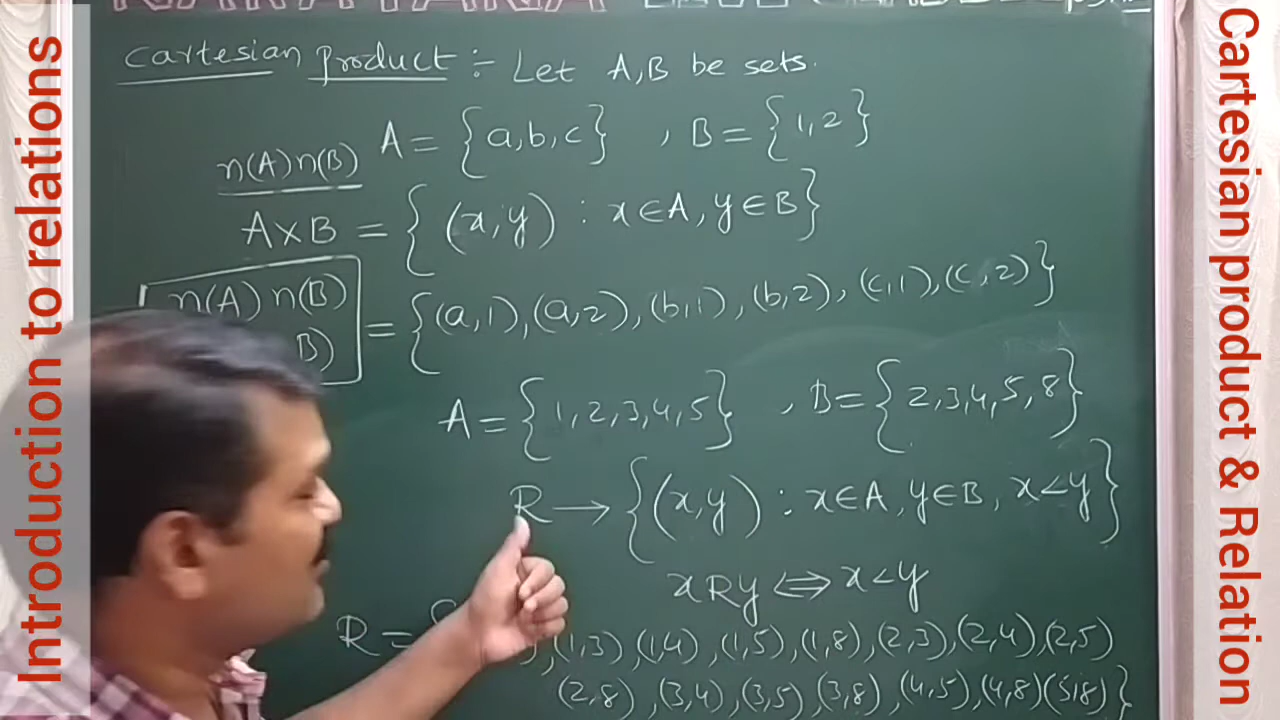 Introduction to relations
Cartesian product :- Let A,B be sets.
A = {a,b,c} , B = {1,2}
n(A) n(B)
A×B = { (x,y) : x∈A, y∈B}
n(A) n(B)
B)
= {(a,1),(a,2),(b,1),(b,2),(c,1),(c,2)}
A = {1,2,3,4,5} , B = {2,3,4,5,8}
R → {(x,y) : x∈A, y∈B, x<y}
xRy ⇔ x<y
R = { ),(1,3),(1,4),(1,5),(1,8),(2,3),(2,4),(2,5)
(2,8),(3,4),(3,5),(3,8),(4,5),(4,8)(5,8)}
Cartesian product & Relation